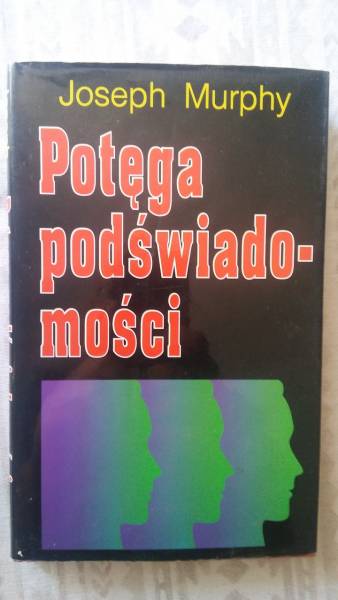 Joseph Murphy
Potęga
podświado-
mości